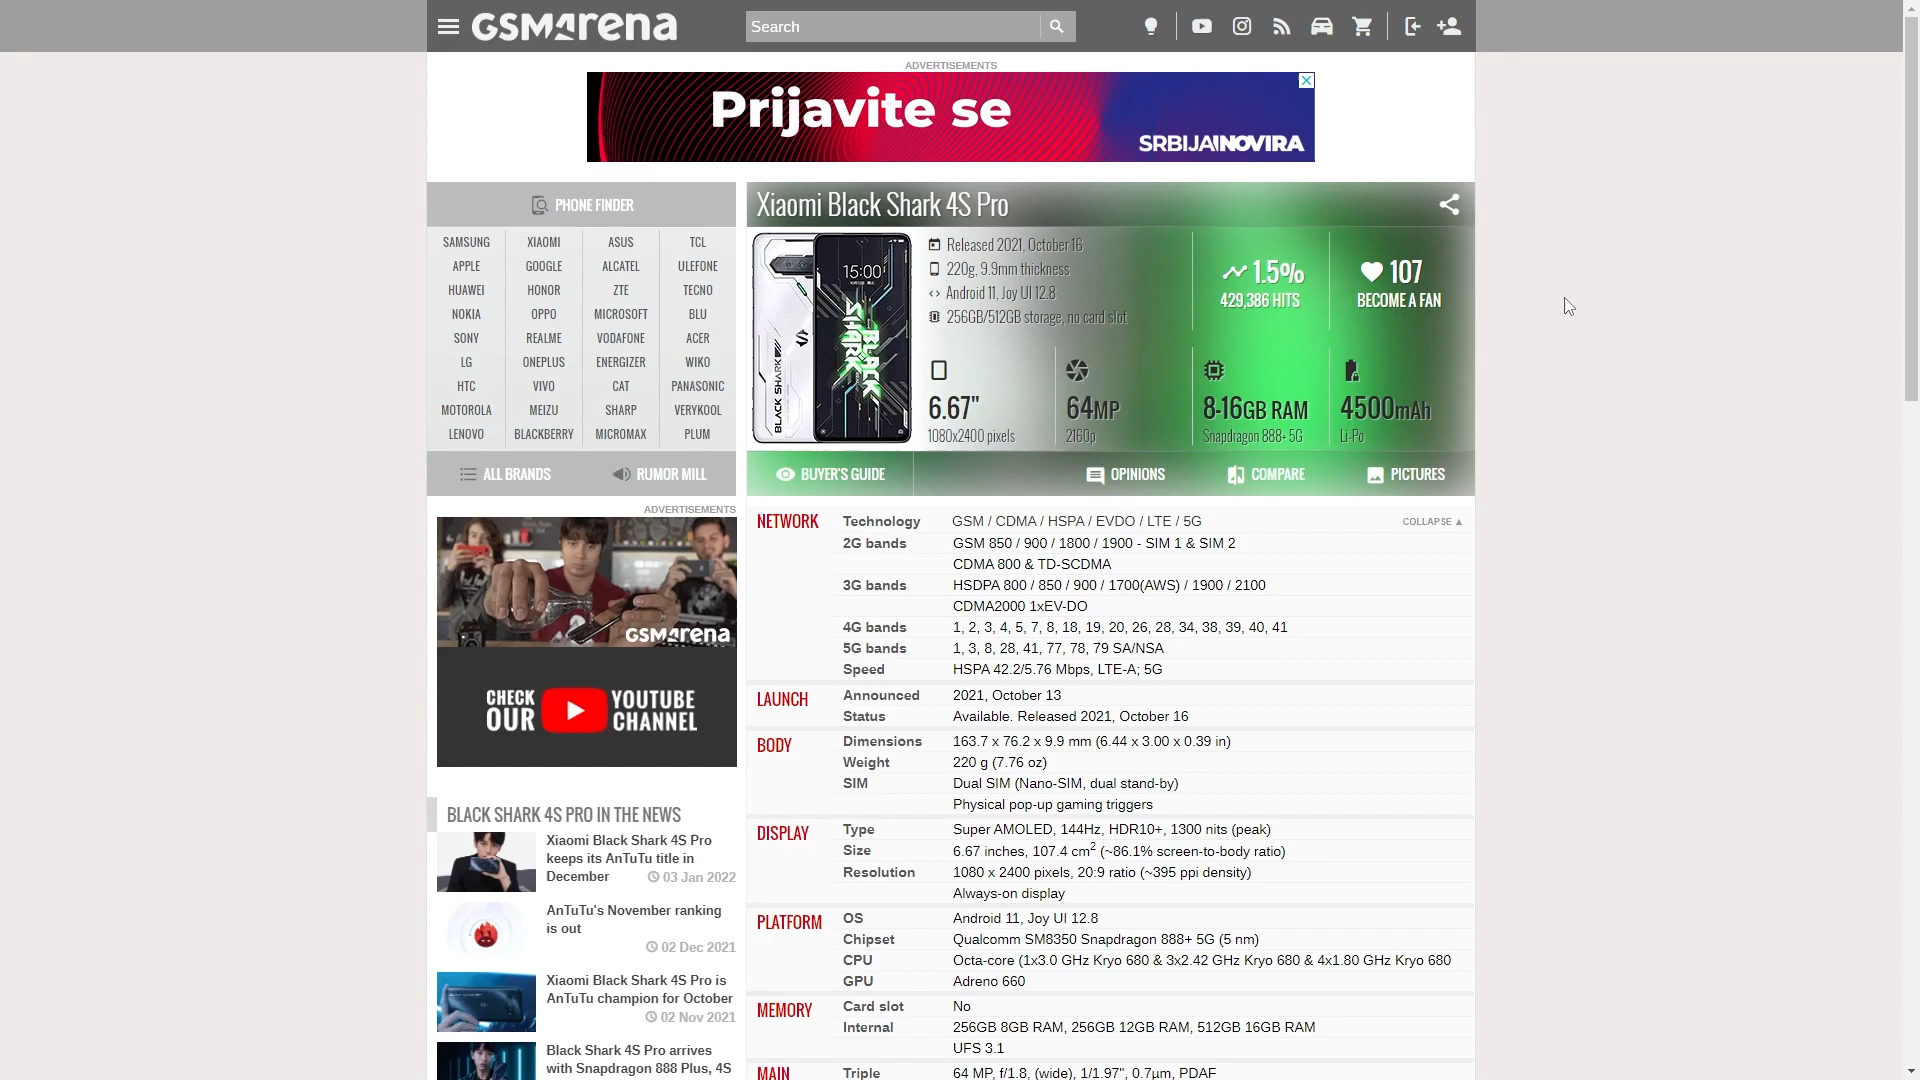 GSMArena
Search
ADVERTISEMENTS
Prijavite se
SRBIJA INOVIRA
PHONE FINDER
SAMSUNG XIAOMI ASUS TCL
APPLE GOOGLE ALCATEL ULEFONE
HUAWEI HONOR ZTE TECNO
NOKIA OPPO MICROSOFT BLU
SONY REALME VODAFONE ACER
LG ONEPLUS ENERGIZER WIKO
HTC VIVO CAT PANASONIC
MOTOROLA MEIZU SHARP VERYKOOL
LENOVO BLACKBERRY MICROMAX PLUM
ALL BRANDS RUMOR MILL
Xiaomi Black Shark 4S Pro
15:00
BLACK SHARK
BLACK SHARK
Released 2021, October 16
220g, 9.9mm thickness
Android 11, Joy UI 12.8
256GB/512GB storage, no card slot
1.5%
429,386 HITS
107
BECOME A FAN
6.67"
1080x2400 pixels
64MP
2160p
8-16GB RAM
Snapdragon 888+ 5G
4500mAh
Li-Po
BUYER'S GUIDE OPINIONS COMPARE PICTURES
ADVERTISEMENTS
GSMArena
CHECK OUR YOUTUBE CHANNEL
BLACK SHARK 4S PRO IN THE NEWS
Xiaomi Black Shark 4S Pro
keeps its AnTuTu title in
December 03 Jan 2022
AnTuTu's November ranking
is out
02 Dec 2021
Xiaomi Black Shark 4S Pro is
AnTuTu champion for October
02 Nov 2021
Black Shark 4S Pro arrives
with Snapdragon 888 Plus, 4S
NETWORK Technology GSM / CDMA / HSPA / EVDO / LTE / 5G COLLAPSE ▲
2G bands GSM 850 / 900 / 1800 / 1900 - SIM 1 & SIM 2
CDMA 800 & TD-SCDMA
3G bands HSDPA 800 / 850 / 900 / 1700(AWS) / 1900 / 2100
CDMA2000 1xEV-DO
4G bands 1, 2, 3, 4, 5, 7, 8, 18, 19, 20, 26, 28, 34, 38, 39, 40, 41
5G bands 1, 3, 8, 28, 41, 77, 78, 79 SA/NSA
Speed HSPA 42.2/5.76 Mbps, LTE-A; 5G
LAUNCH Announced 2021, October 13
Status Available. Released 2021, October 16
BODY Dimensions 163.7 x 76.2 x 9.9 mm (6.44 x 3.00 x 0.39 in)
Weight 220 g (7.76 oz)
SIM Dual SIM (Nano-SIM, dual stand-by)
Physical pop-up gaming triggers
DISPLAY Type Super AMOLED, 144Hz, HDR10+, 1300 nits (peak)
Size 6.67 inches, 107.4 cm2 (~86.1% screen-to-body ratio)
Resolution 1080 x 2400 pixels, 20:9 ratio (~395 ppi density)
Always-on display
PLATFORM OS Android 11, Joy UI 12.8
Chipset Qualcomm SM8350 Snapdragon 888+ 5G (5 nm)
CPU Octa-core (1x3.0 GHz Kryo 680 & 3x2.42 GHz Kryo 680 & 4x1.80 GHz Kryo 680
GPU Adreno 660
MEMORY Card slot No
Internal 256GB 8GB RAM, 256GB 12GB RAM, 512GB 16GB RAM
UFS 3.1
MAIN Triple 64 MP, f/1.8, (wide), 1/1.97", 0.7µm, PDAF